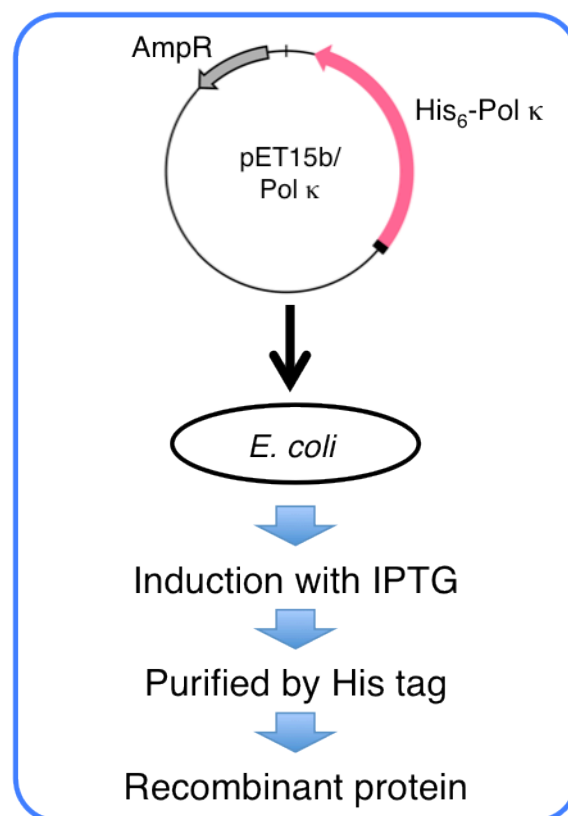 AmpR
His₆-Pol κ
pET15b/
Pol κ
E. coli
Induction with IPTG
Purified by His tag
Recombinant protein